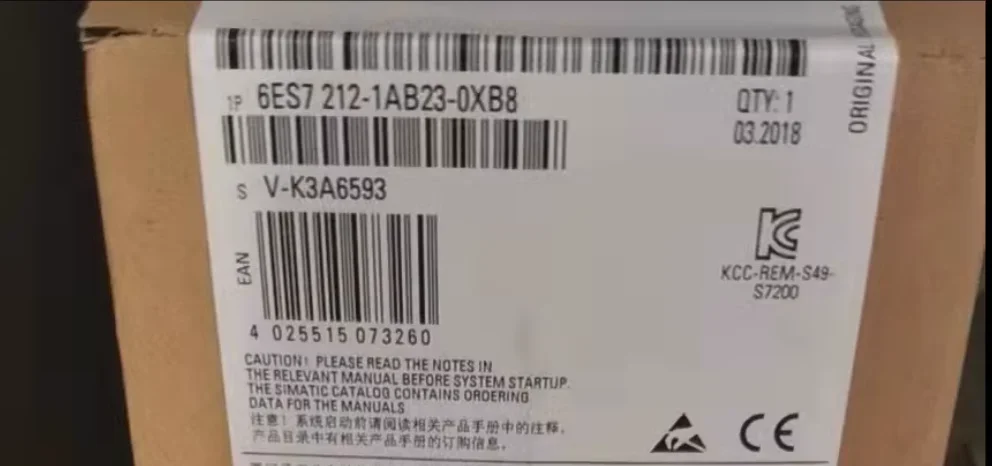 1P 6ES7 212-1AB23-0XB8
QTY: 1
03.2018
ORIGINAL
S V-K3A6593
EAN
4 025515 073260
KCC-REM-S49-
S7200
CAUTION! PLEASE READ THE NOTES IN
THE RELEVANT MANUAL BEFORE SYSTEM STARTUP.
THE SIMATIC CATALOG CONTAINS ORDERING
DATA FOR THE MANUALS
注意! 系统启动前请阅读相关产品手册中的注释,
产品目录中有相关产品手册的订购信息.
CE